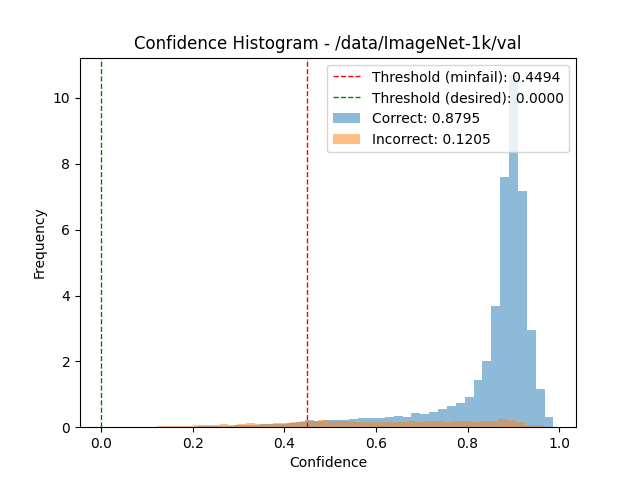 Confidence Histogram - /data/ImageNet-1k/val
Threshold (minfail): 0.4494
Threshold (desired): 0.0000
Correct: 0.8795
Incorrect: 0.1205
Frequency
10
8
6
4
2
0
0.0 0.2 0.4 0.6 0.8 1.0
Confidence